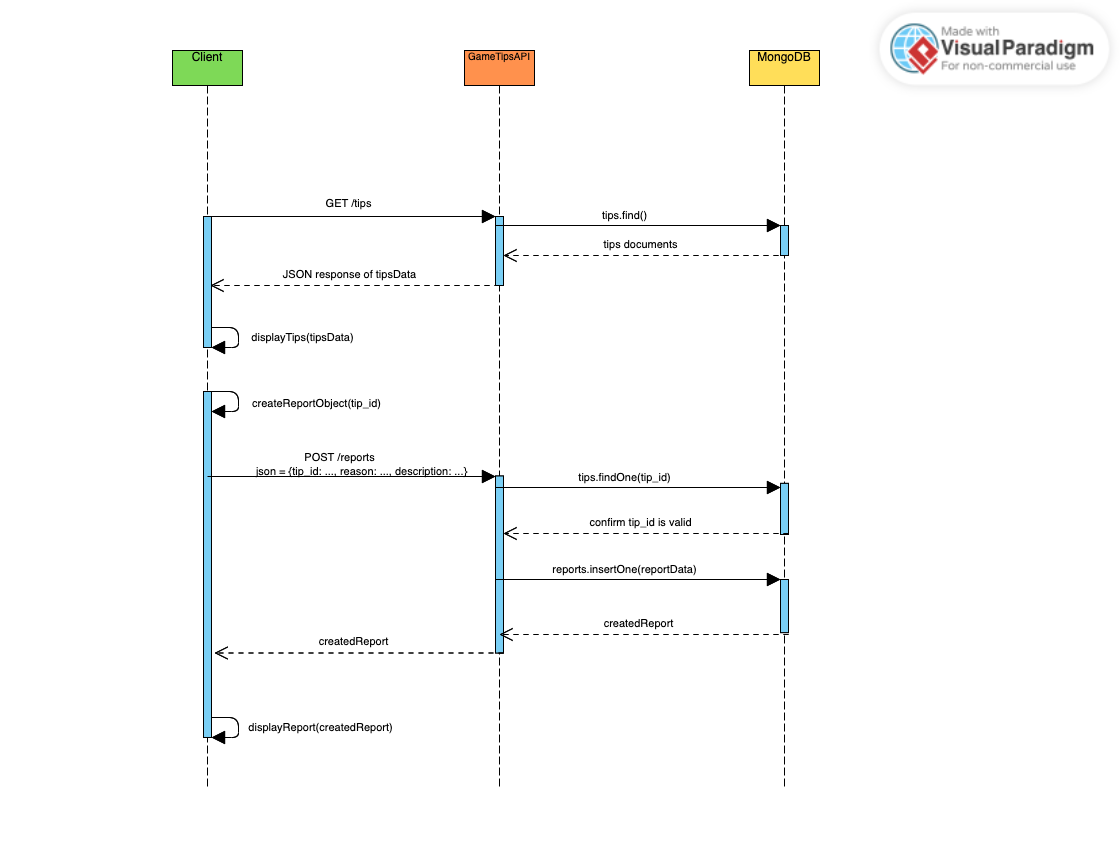 Made with
VisualParadigm
For non-commercial use
Client
GameTipsAPI
MongoDB
GET /tips
tips.find()
tips documents
JSON response of tipsData
displayTips(tipsData)
createReportObject(tip_id)
POST /reports
json = {tip_id: ..., reason: ..., description: ...}
tips.findOne(tip_id)
confirm tip_id is valid
reports.insertOne(reportData)
createdReport
createdReport
displayReport(createdReport)